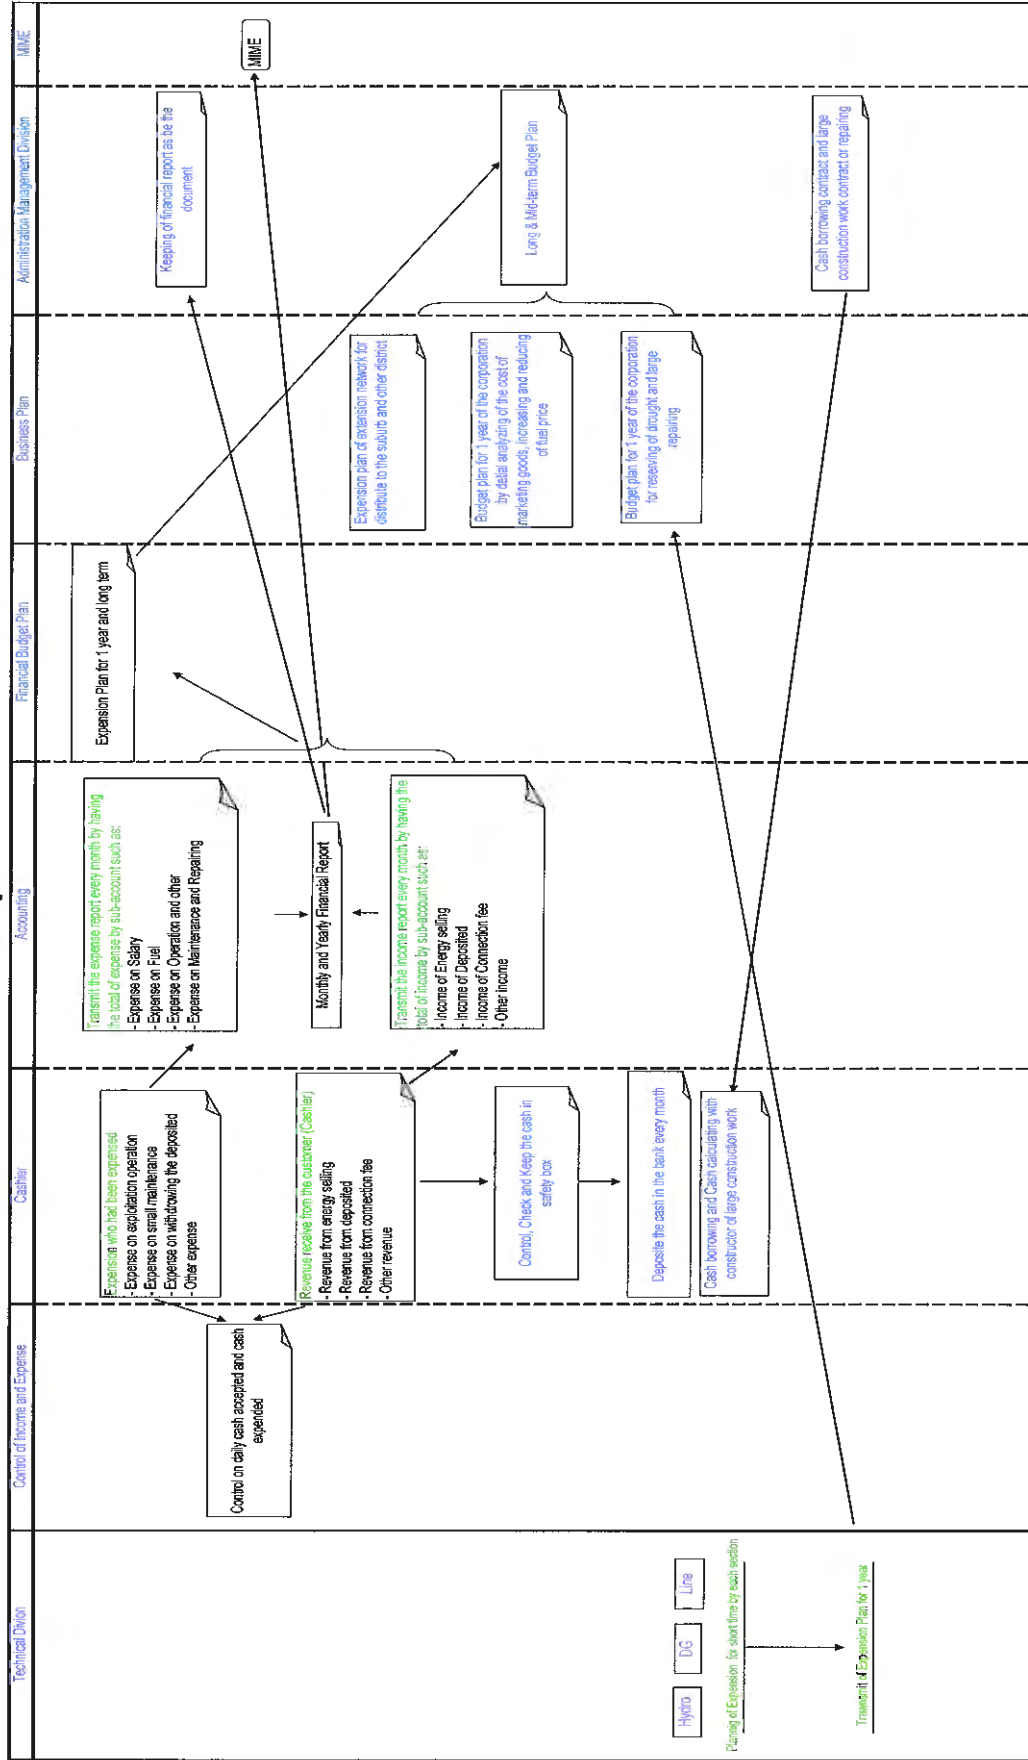 Technical Divion
Control of Income and Expense
Cashier
Accounting
Financial Budget Plan
Business Plan
Administration Management Division
MIME
Hydro
DG
Line
Planing of Expension for short time by each section
Expension Plan for 1 year
Control on daily cash accepted and cash
expended
Expension who had been expensed
- Expense on exploitation operation
- Expense on small maintenance
- Expense on withdrowing the deposited
- Other expense
Revenue receive from the customer (Cashier)
- Revenue from energy selling
- Revenue from deposited
- Revenue from connection fee
- Other revenue
Control, Check and Keep the cash in
safety box
Deposite the cash in the bank every month
Cash borrowing and Cash calculating with
constructor of large construction work
Transmit the expense report every month by having
the total of expense by sub-account such as:
- Expense on Salary
- Expense on Fuel
- Expense on Operation and other
- Expense on Maintenance and Repairing
Monthly and Yearly Financial Report
Transmit the income report every month by having the
total of income by sub-account such as:
- Income of Energy selling
- Income of Deposited
- Income of Connection fee
- Other income
Expension Plan for 1 year and long term
Expension plan of extension network for
distribute to the suburb and other district
Budget plan for 1 year of the corporation
by detial analyzing of the cost of
marketing goods, increasing and reducing
of fuel price
Budget plan for 1 year of the corporation
for reserving of drought and large
repairing
Keeping of financial report as be the
document
Long & Mid-term Budget Plan
Cash borrowing contract and large
construction work contract or repairing
MIME